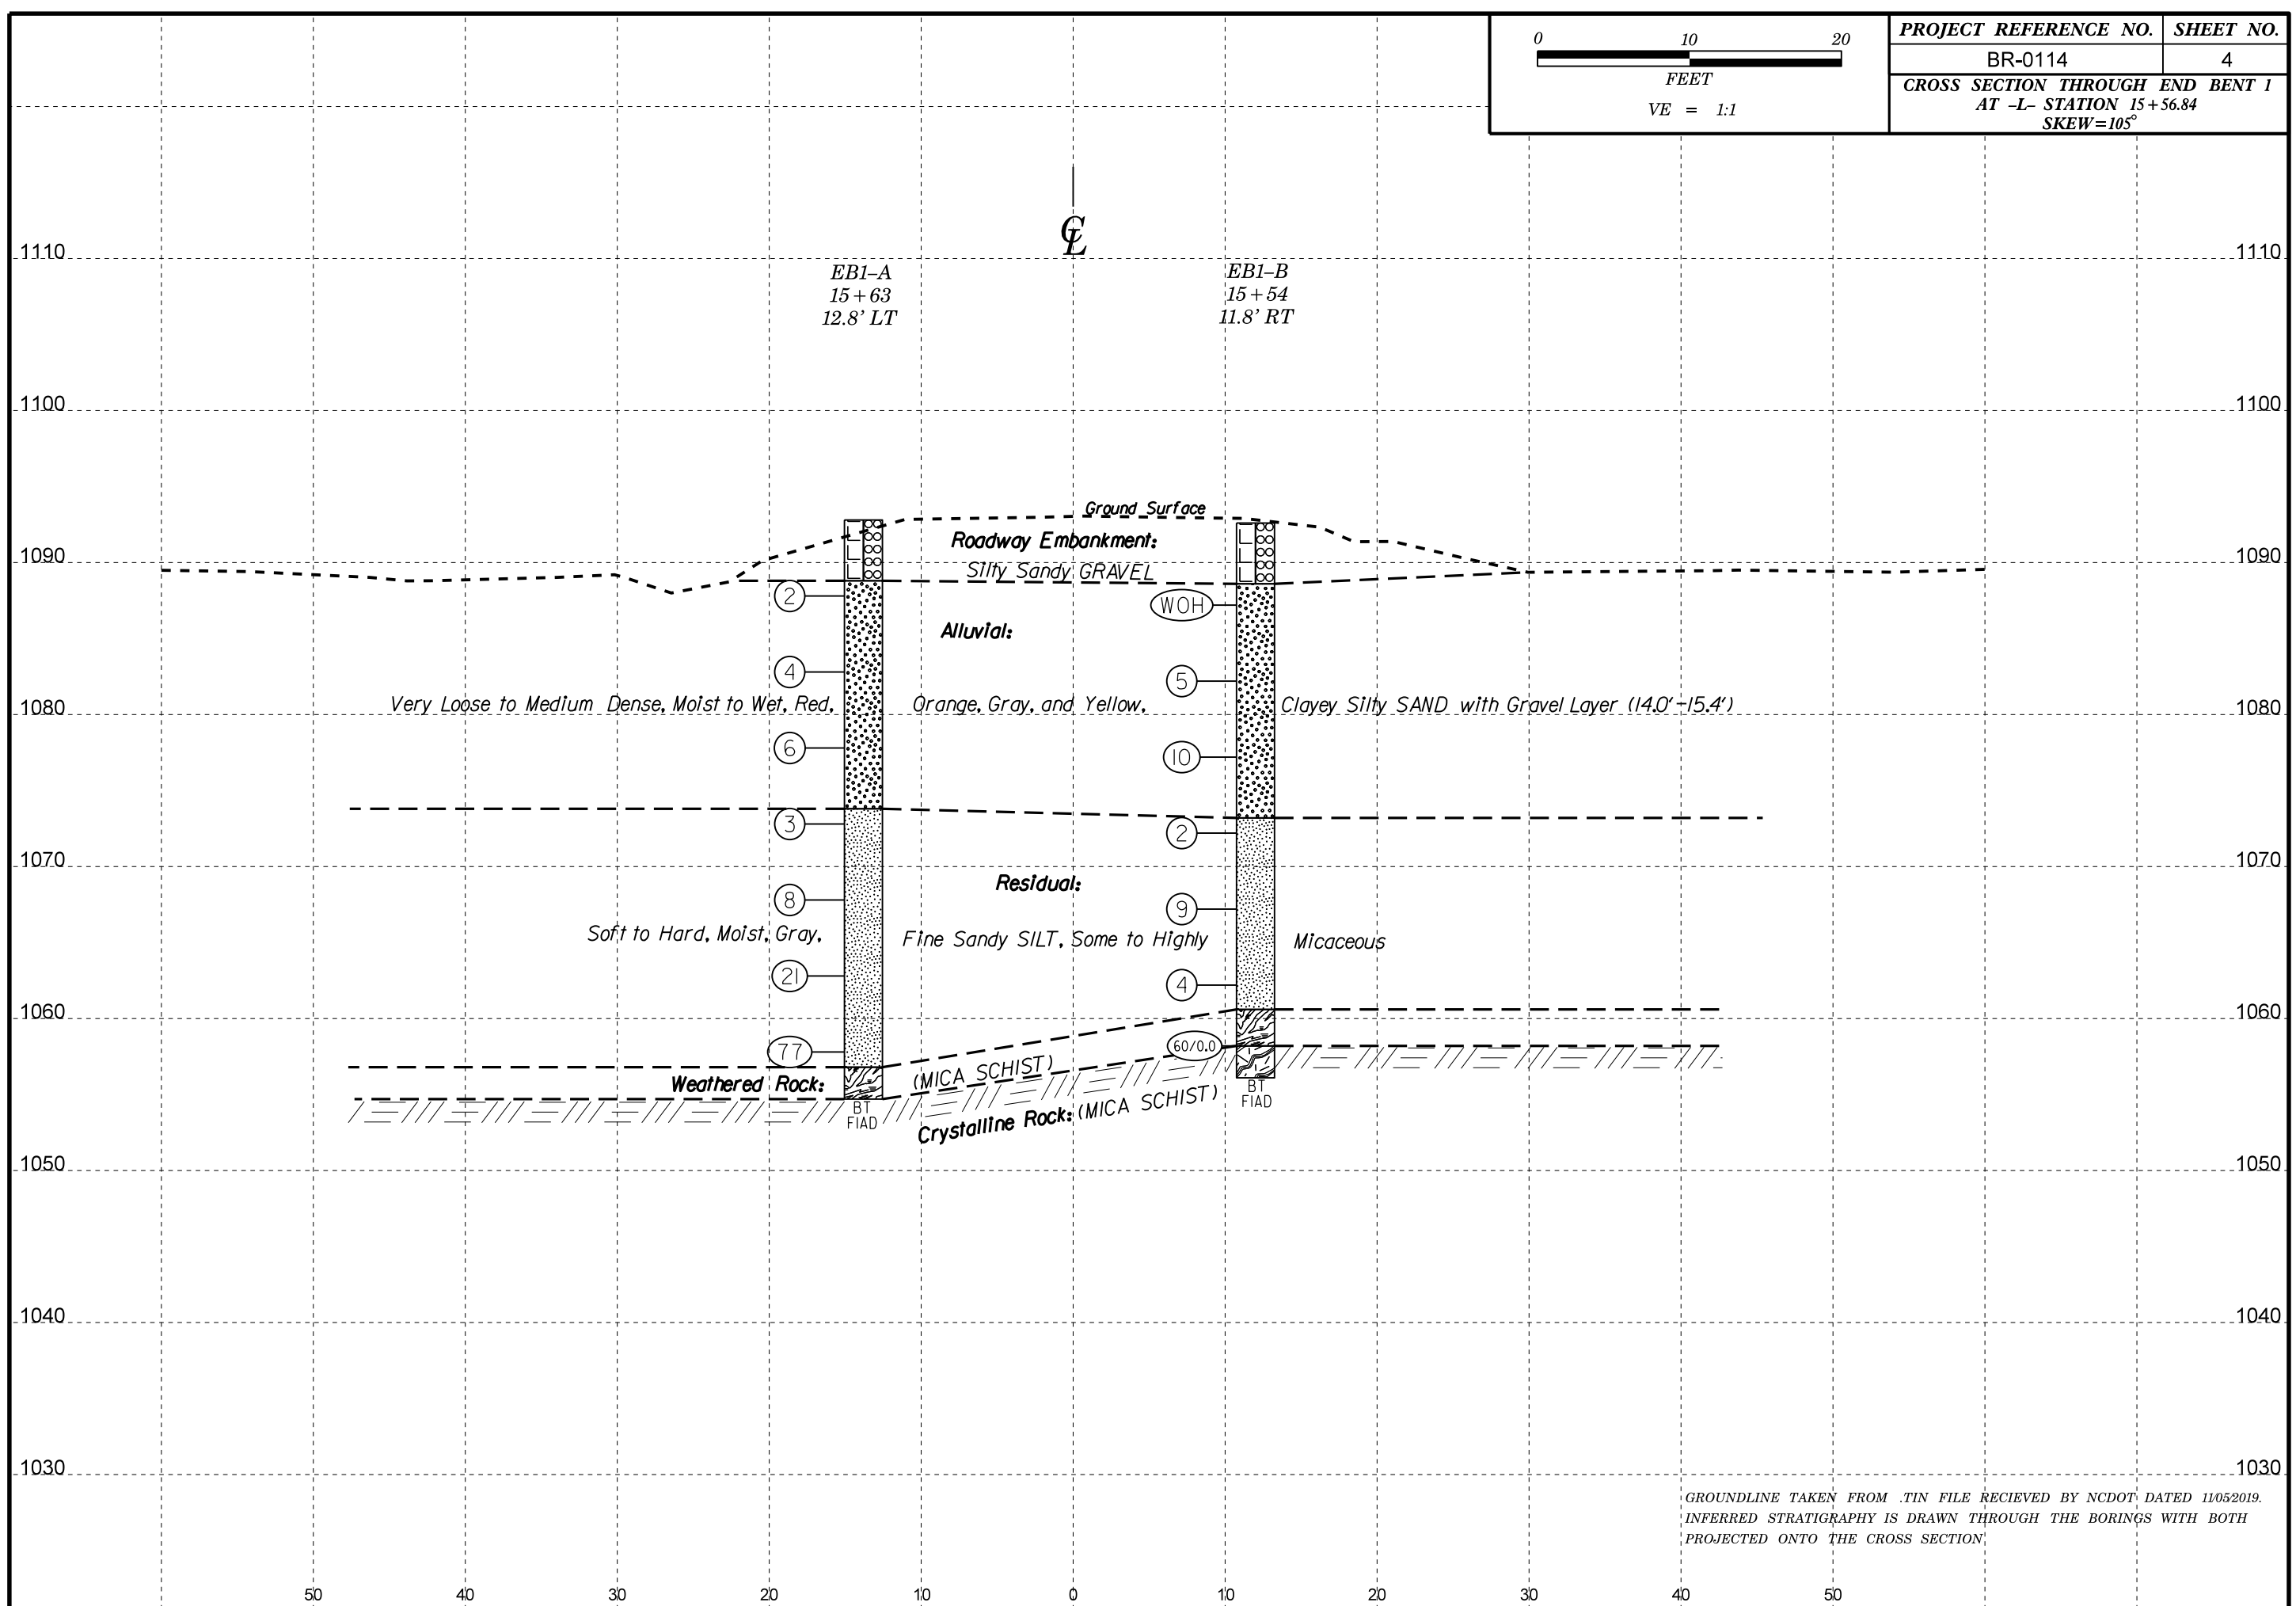 0 10 20
FEET
VE = 1:1
PROJECT REFERENCE NO. SHEET NO.
BR-0114 4
CROSS SECTION THROUGH END BENT 1
AT -L- STATION 15+56.84
SKEW=105°
℄
L
1110 1110
EB1-A
15+63
12.8' LT
EB1-B
15+54
11.8' RT
1100 1100
Ground Surface
Roadway Embankment:
1090 1090
Silty Sandy GRAVEL
2 WOH
Alluvial:
4 5
Very Loose to Medium Dense, Moist to Wet, Red, Orange, Gray, and Yellow, Clayey Silty SAND with Gravel Layer (14.0'-15.4')
1080 1080
6 10
3 2
1070 1070
Residual:
8 9
Soft to Hard, Moist, Gray, Fine Sandy SILT, Some to Highly Micaceous
21 4
1060 1060
77 60/0.0
(MICA SCHIST)
Weathered Rock:
BT
FIAD
BT
FIAD
Crystalline Rock: (MICA SCHIST)
1050 1050
1040 1040
1030 1030
GROUNDLINE TAKEN FROM .TIN FILE RECIEVED BY NCDOT DATED 11/05/2019.
INFERRED STRATIGRAPHY IS DRAWN THROUGH THE BORINGS WITH BOTH
PROJECTED ONTO THE CROSS SECTION
50 40 30 20 10 0 10 20 30 40 50